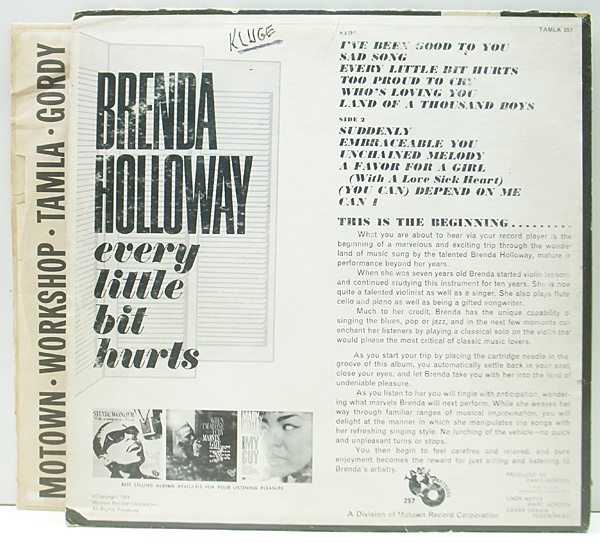 MOTOWN · WORKSHOP · TAMLA · GORDY
KLUGE
TAMLA 257
BRENDA
HOLLOWAY
every
little
bit
hurts
I'VE BEEN GOOD TO YOU
SAD SONG
EVERY LITTLE BIT HURTS
TOO PROUD TO CRY
WHO'S LOVING YOU
LAND OF A THOUSAND BOYS
SIDE 2
SUDDENLY
EMBRACEABLE YOU
UNCHAINED MELODY
A FAVOR FOR A GIRL
(With A Love Sick Heart)
(YOU CAN) DEPEND ON ME
CAN I
THIS IS THE BEGINNING.........
What you are about to hear via your record player is the
beginning of a marvelous and exciting trip through the wonder
land of music sung by the talented Brenda Holloway, mature in
performance beyond her years.
When she was seven years old Brenda started violin lessons
and continued studying this instrument for ten years. She is now
quite a talented violinist as well as a singer. She also plays flute
cello and piano as well as being a gifted songwriter.
Much to her credit, Brenda has the unique capability of
singing the blues, pop or jazz, and in the next few moments can
enchant her listeners by playing a classical solo on the violin that
would please the most critical of classic music lovers.
As you start your trip by placing the cartridge needle in the
groove of this album, you automatically settle back in your seat,
close your eyes, and let Brenda take you with her into the land of
undeniable pleasure.
As you listen to her you will tingle with anticipation, wonder-
ing what marvels Brenda will next perform. While she weaves her
way through familiar ranges of musical improvisation, you will
delight at the manner in which she manipulates the songs with
her refreshing singing style. No lurching of the vehicle—no quick
and unpleasant turns or stops.
You then begin to feel carefree and relaxed, and pure
enjoyment becomes the reward for just sitting and listening to
Brenda's artistry.
MY
GUY
BEST SELLING ALBUMS AVAILABLE FOR YOUR LISTENING PLEASURE
©Copyright 1964
Motown Record Corporation
All Rights Reserved
257
A Division of Motown Record Corporation
PRODUCED BY
LINER NOTES
MARC GORDON
COVER DESIGN